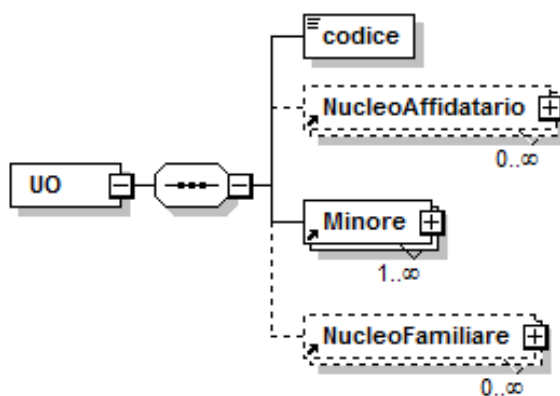 codice
NucleoAffidatario
0..∞
UO
Minore
1..∞
NucleoFamiliare
0..∞